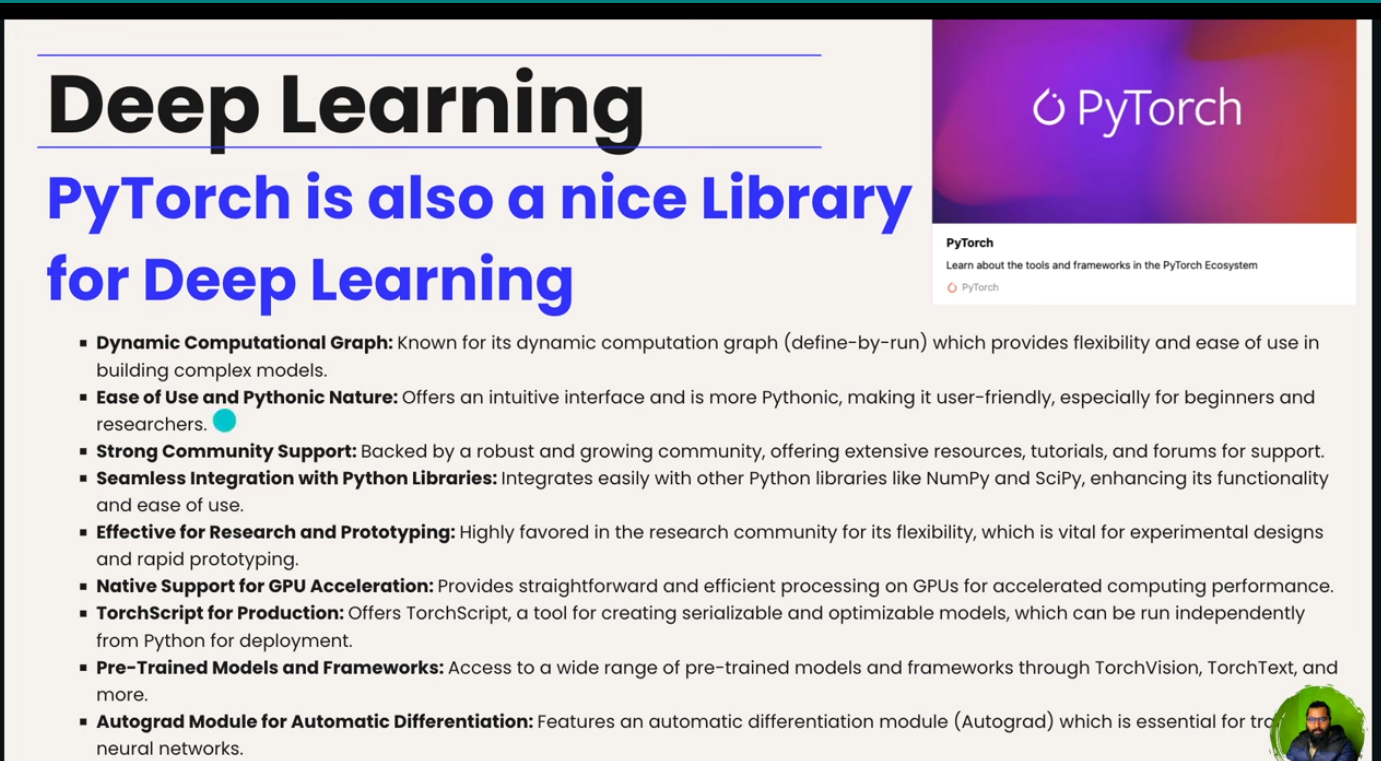 Deep Learning
PyTorch is also a nice Library
for Deep Learning
PyTorch
PyTorch
Learn about the tools and frameworks in the PyTorch Ecosystem
PyTorch
▪ Dynamic Computational Graph: Known for its dynamic computation graph (define-by-run) which provides flexibility and ease of use in
building complex models.
▪ Ease of Use and Pythonic Nature: Offers an intuitive interface and is more Pythonic, making it user-friendly, especially for beginners and
researchers.
▪ Strong Community Support: Backed by a robust and growing community, offering extensive resources, tutorials, and forums for support.
▪ Seamless Integration with Python Libraries: Integrates easily with other Python libraries like NumPy and SciPy, enhancing its functionality
and ease of use.
▪ Effective for Research and Prototyping: Highly favored in the research community for its flexibility, which is vital for experimental designs
and rapid prototyping.
▪ Native Support for GPU Acceleration: Provides straightforward and efficient processing on GPUs for accelerated computing performance.
▪ TorchScript for Production: Offers TorchScript, a tool for creating serializable and optimizable models, which can be run independently
from Python for deployment.
▪ Pre-Trained Models and Frameworks: Access to a wide range of pre-trained models and frameworks through TorchVision, TorchText, and
more.
▪ Autograd Module for Automatic Differentiation: Features an automatic differentiation module (Autograd) which is essential for
neural networks.